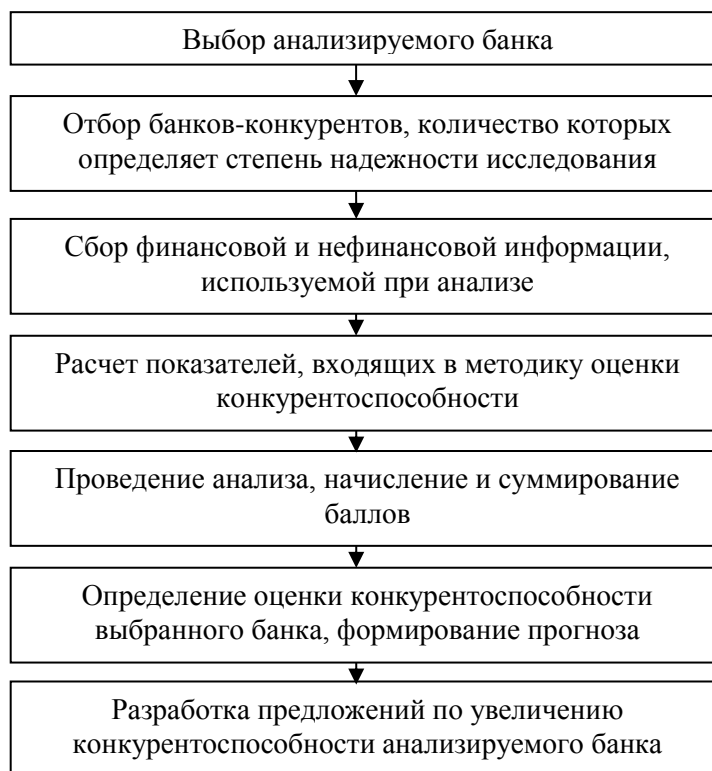 Выбор анализируемого банка
Отбор банков-конкурентов, количество которых
определяет степень надежности исследования
Сбор финансовой и нефинансовой информации,
используемой при анализе
Расчет показателей, входящих в методику оценки
конкурентоспособности
Проведение анализа, начисление и суммирование
баллов
Определение оценки конкурентоспособности
выбранного банка, формирование прогноза
Разработка предложений по увеличению
конкурентоспособности анализируемого банка